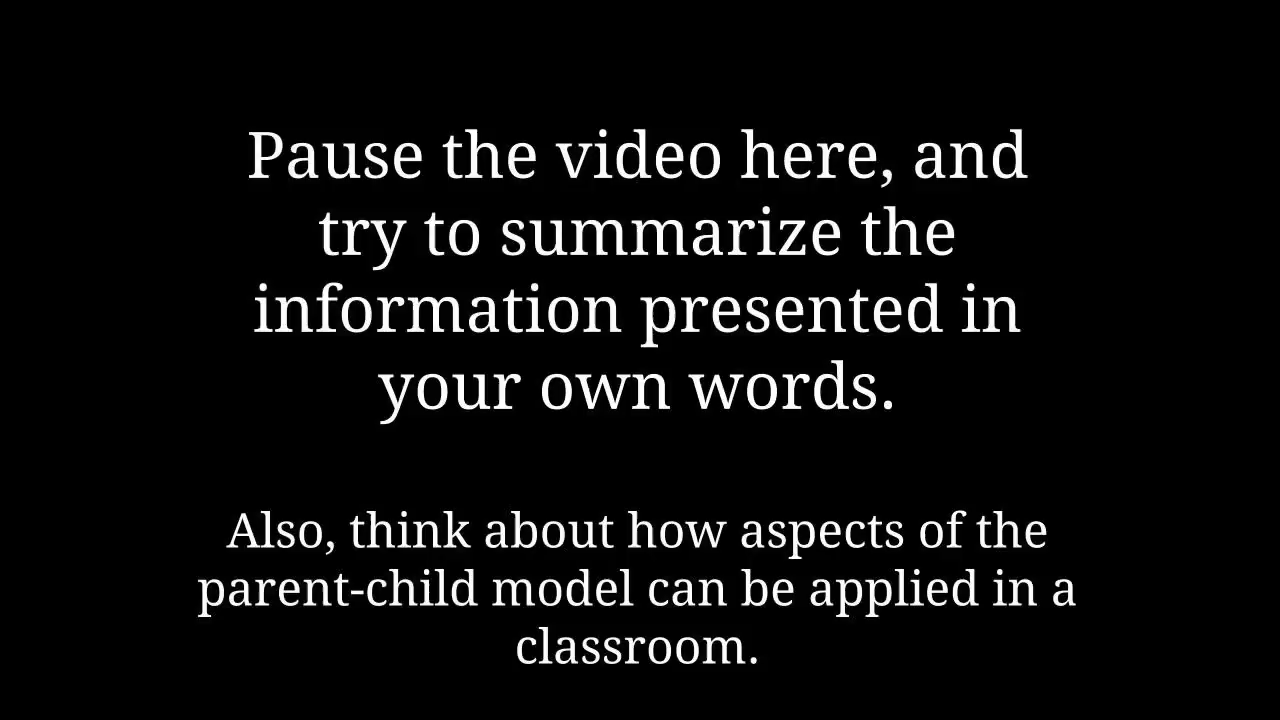 Pause the video here, and
try to summarize the
information presented in
your own words.
Also, think about how aspects of the
parent-child model can be applied in a
classroom.